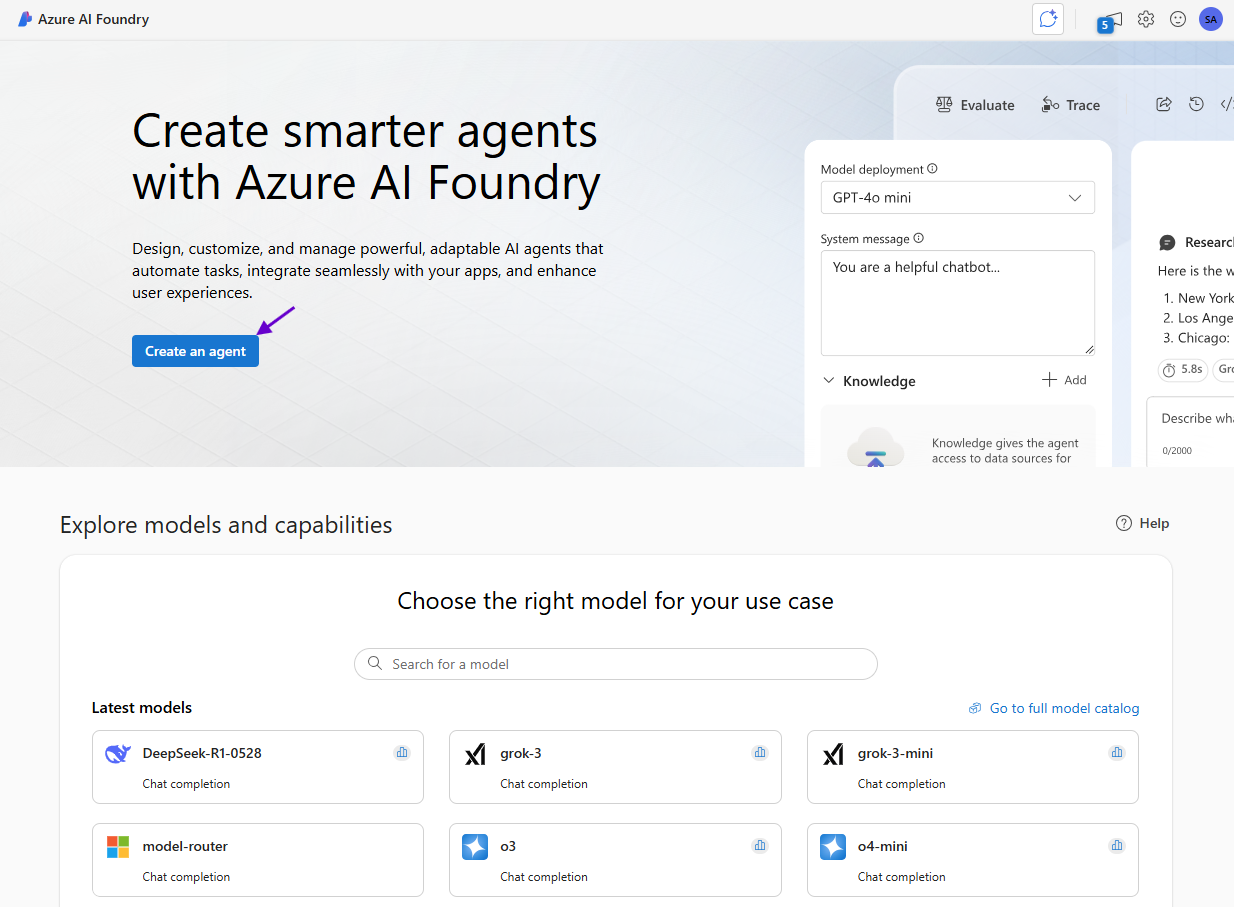 Azure AI Foundry
5
SA
Create smarter agents
with Azure AI Foundry
Design, customize, and manage powerful, adaptable AI agents that
automate tasks, integrate seamlessly with your apps, and enhance
user experiences.
Create an agent
Evaluate
Trace
Model deployment
GPT-4o mini
System message
You are a helpful chatbot...
Knowledge
Add
Knowledge gives the agent
access to data sources for
Here is the
1. New York
2. Los
3. Chicago:
5.8s
Describe
0/2000
Explore models and capabilities
Help
Choose the right model for your use case
Search for a model
Latest models
Go to full model catalog
DeepSeek-R1-0528
Chat completion
grok-3
Chat completion
grok-3-mini
Chat completion
model-router
Chat completion
o3
Chat completion
o4-mini
Chat completion